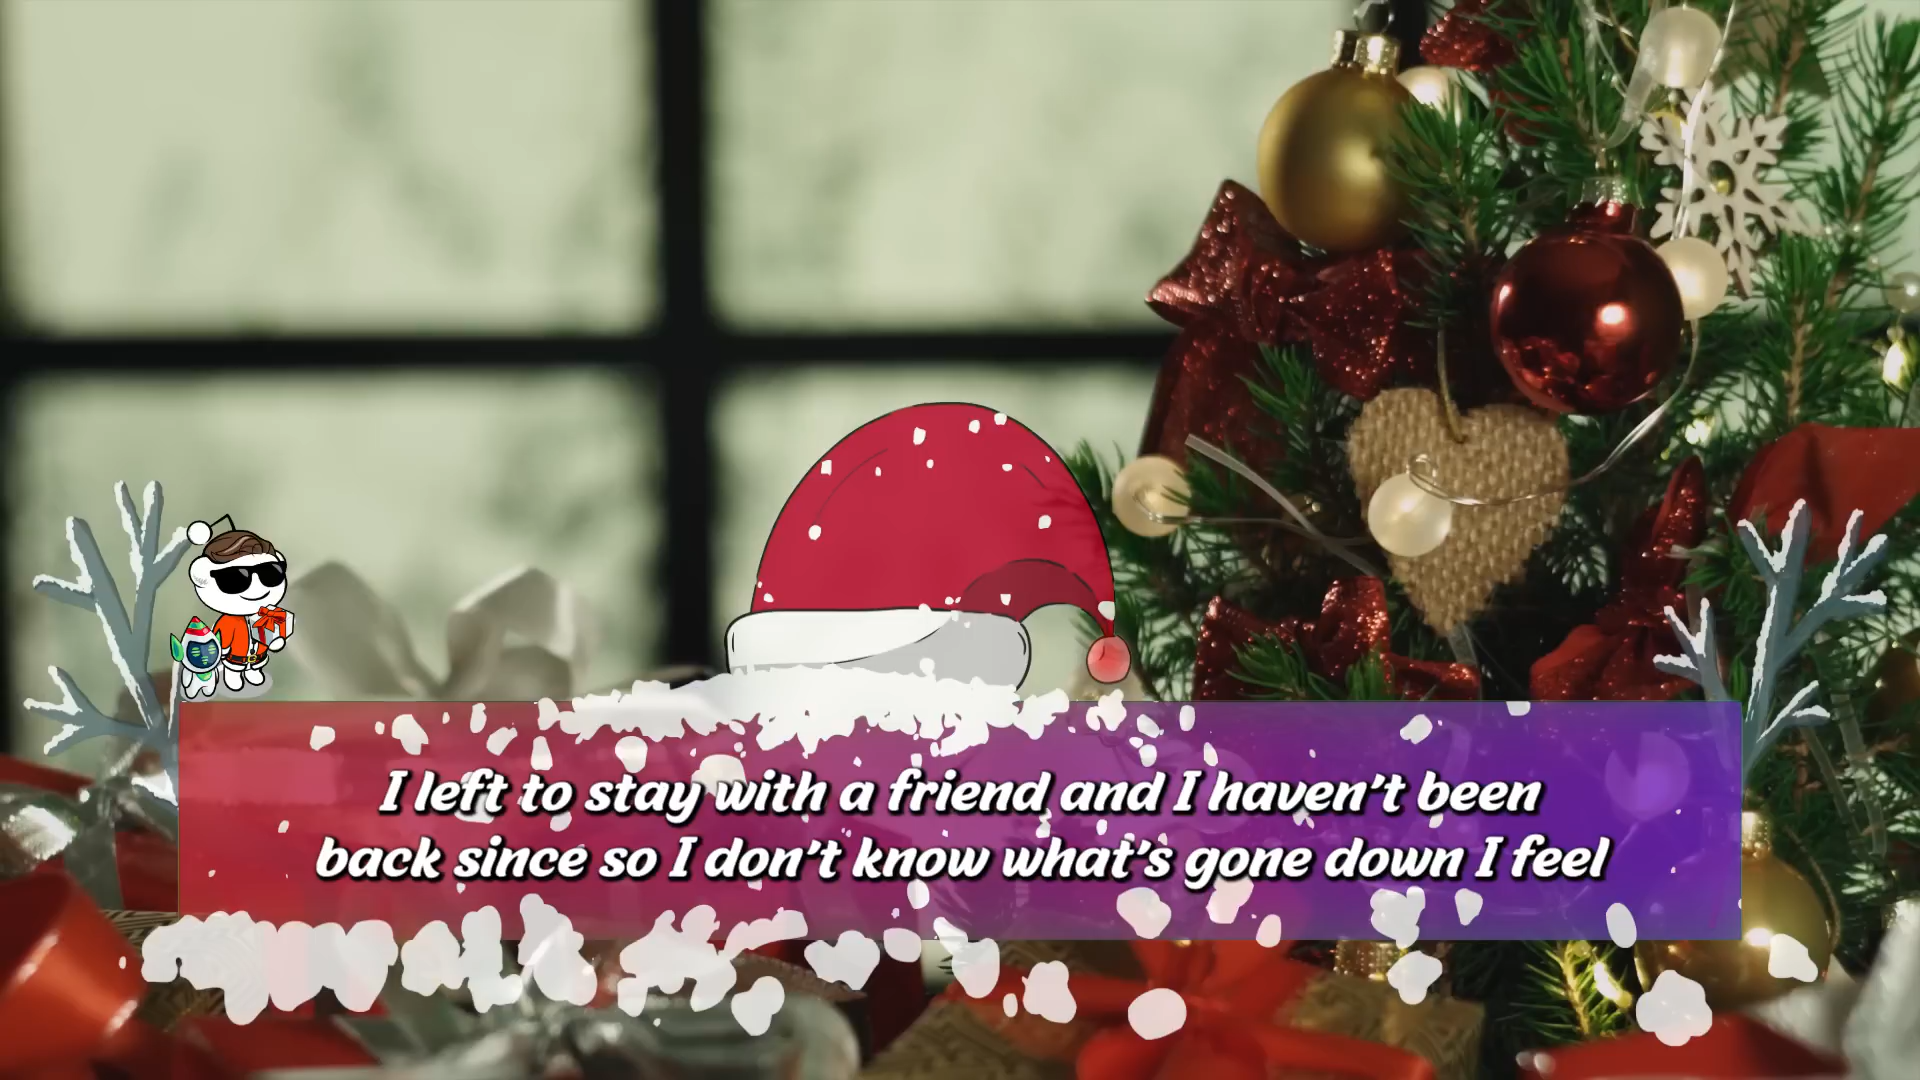 I left to stay with a friend and I haven't been
back since so I don't know what's gone down I feel